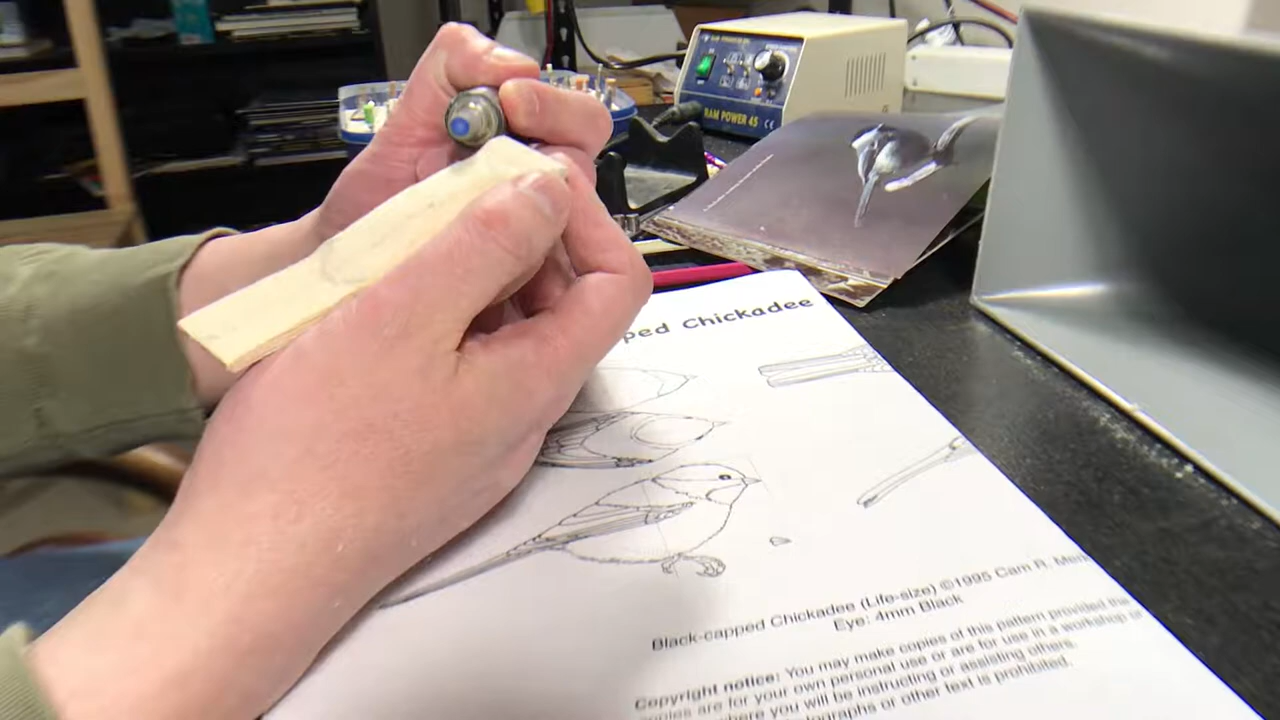 RAM POWER 45
ped Chickadee
Black-capped Chickadee (Life-size) ©1995 Cam R.
Eye: 4mm Black
Copyright notice: You may make copies of this pattern provided the
copies are for your own personal use or are for use in a workshop or
where you will be instructing or assisting others.
photographs or other text is prohibited.